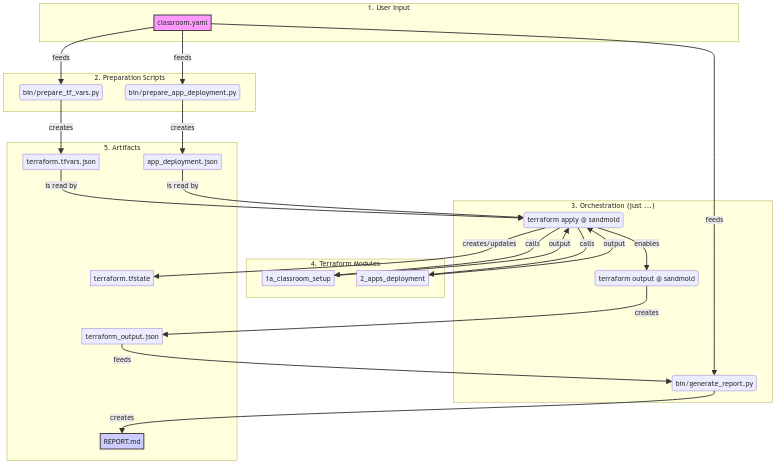 1. User Input
classroom.yaml
feeds
feeds
2. Preparation Scripts
bin/prepare_tf_vars.py
bin/prepare_app_deployment.py
creates
creates
5. Artifacts
terraform.tfvars.json
app_deployment.json
is read by
is read by
3. Orchestration (just ...)
terraform apply @ sandmold
feeds
creates/updates
calls
output
calls
output
enables
4. Terraform Modules
terraform.tfstate
1a_classroom_setup
2_apps_deployment
terraform output @ sandmold
creates
terraform_output.json
feeds
bin/generate_report.py
creates
REPORT.md